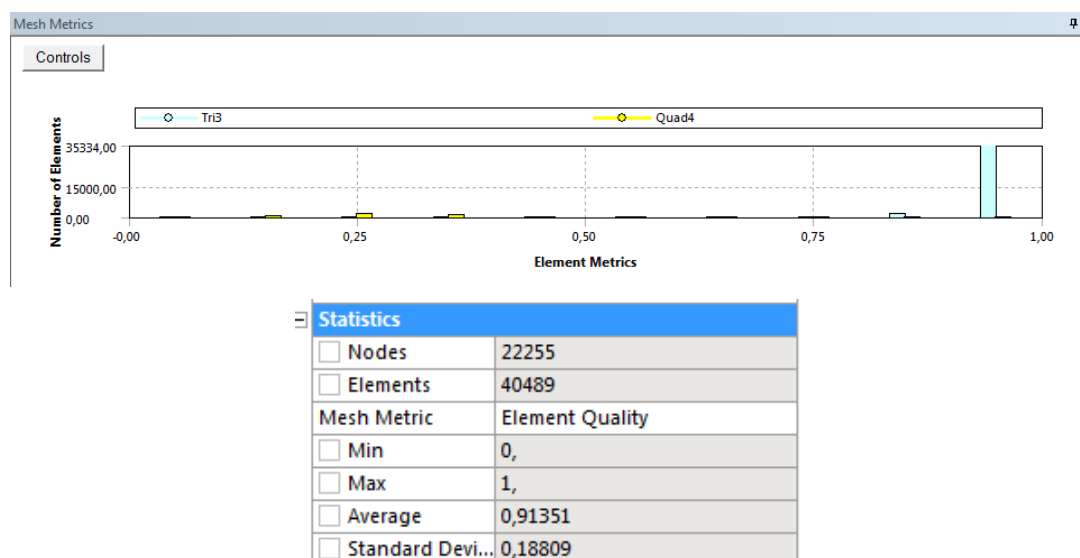 Mesh Metrics
Controls
Tri3 Quad4
Number of Elements
35334,00
15000,00
0,00
-0,00 0,25 0,50 0,75 1,00
Element Metrics
Statistics
Nodes 22255
Elements 40489
Mesh Metric Element Quality
Min 0,
Max 1,
Average 0,91351
Standard Devi... 0,18809